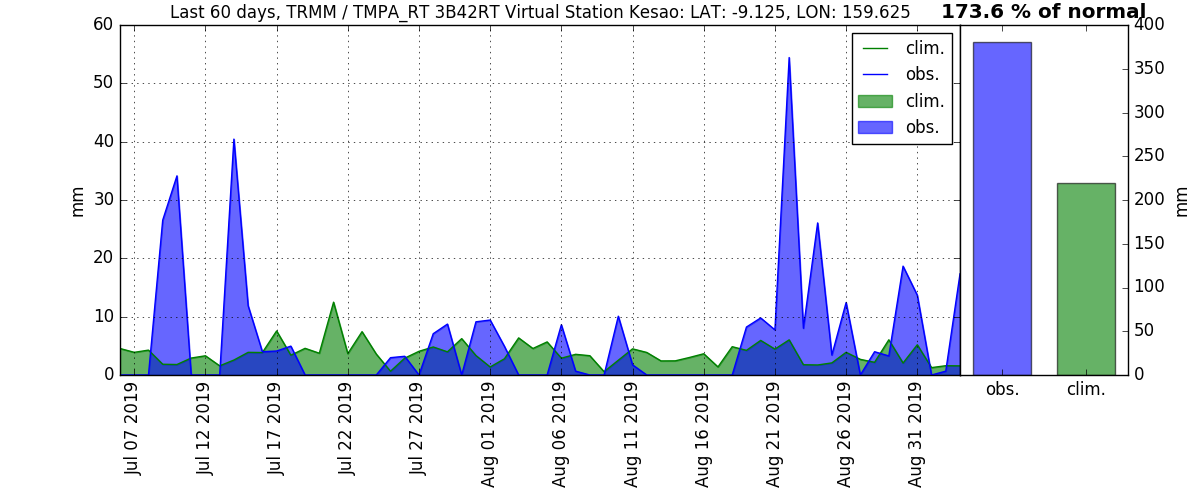 Last 60 days, TRMM / TMPA_RT 3B42RT Virtual Station Kesao: LAT: -9.125, LON: 159.625
173.6 % of normal
60
50
40
30
20
10
0
mm
clim.
obs.
clim.
obs.
400
350
300
250
200
150
100
50
0
mm
Jul 07 2019
Jul 12 2019
Jul 17 2019
Jul 22 2019
Jul 27 2019
Aug 01 2019
Aug 06 2019
Aug 11 2019
Aug 16 2019
Aug 21 2019
Aug 26 2019
Aug 31 2019
obs.
clim.